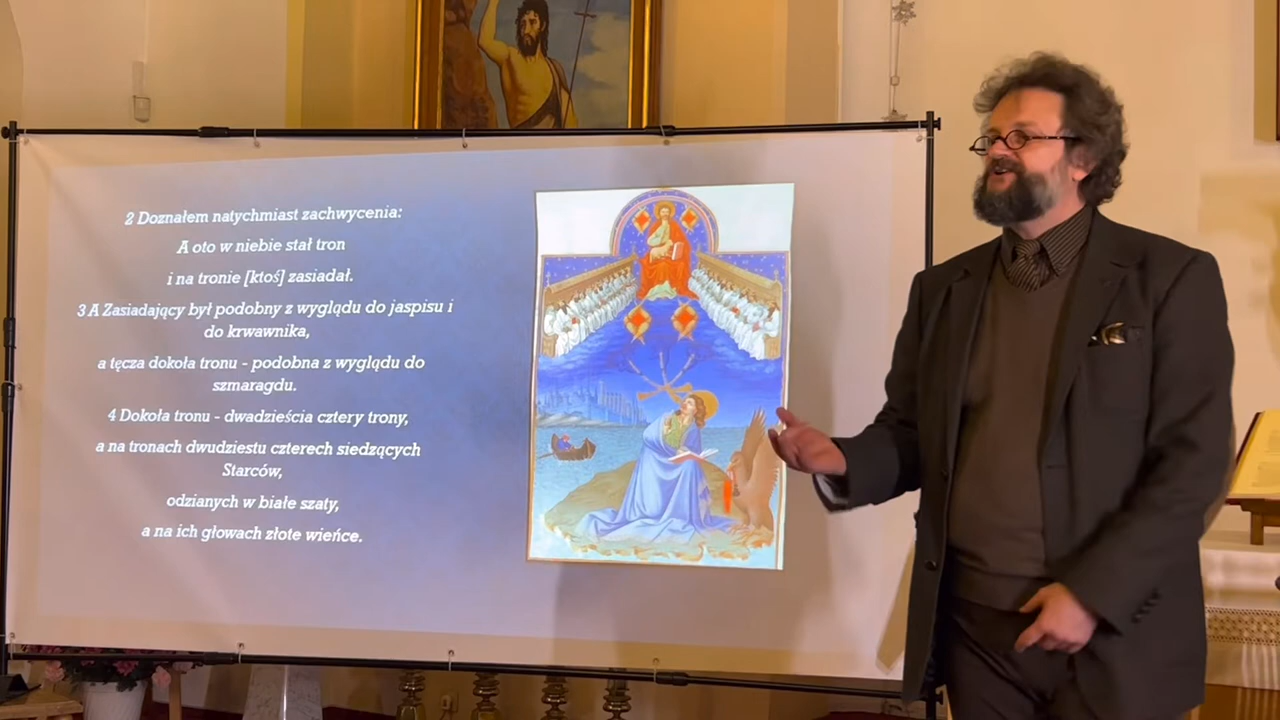 2 Doznałem natychmiast zachwycenia:
A oto w niebie stał tron
i na tronie [ktoś] zasiadał.
3 A Zasiadający był podobny z wyglądu do jaspisu i
do krwawnika,
a tęcza dokoła tronu - podobna z wyglądu do
szmaragdu.
4 Dokoła tronu - dwadzieścia cztery trony,
a na tronach dwudziestu czterech siedzących
Starców,
odzianych w białe szaty,
a na ich głowach złote wieńce.